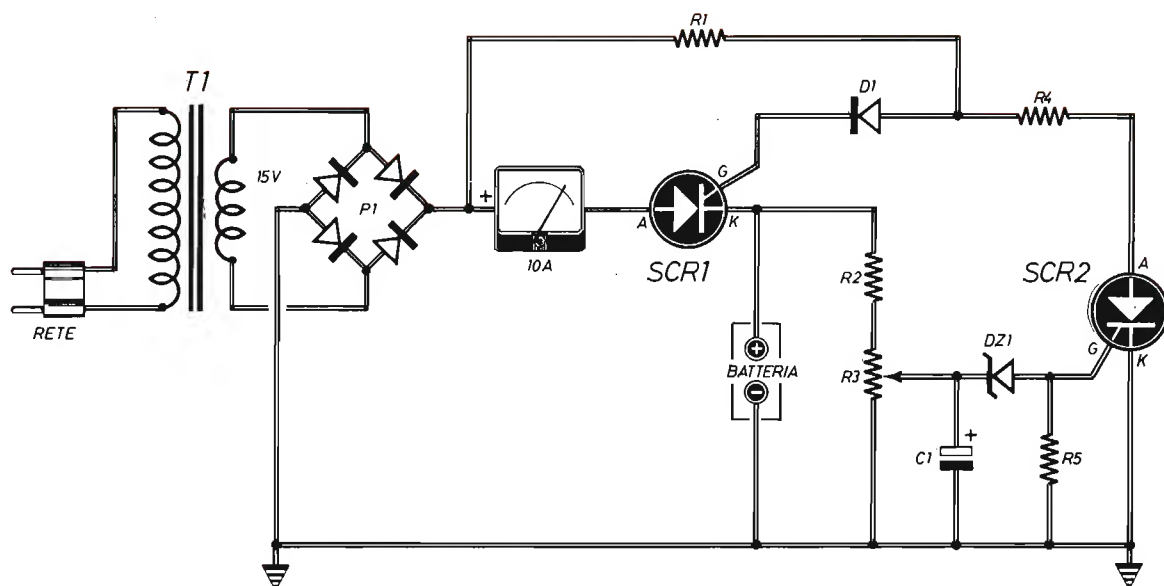 R1
T1
D1
R4
G
15V
P1
+
A
K
10A
SCR1
R2
SCR2
A
G
K
RETE
DZ1
+
BATTERIA
-
R3
+
C1
R5